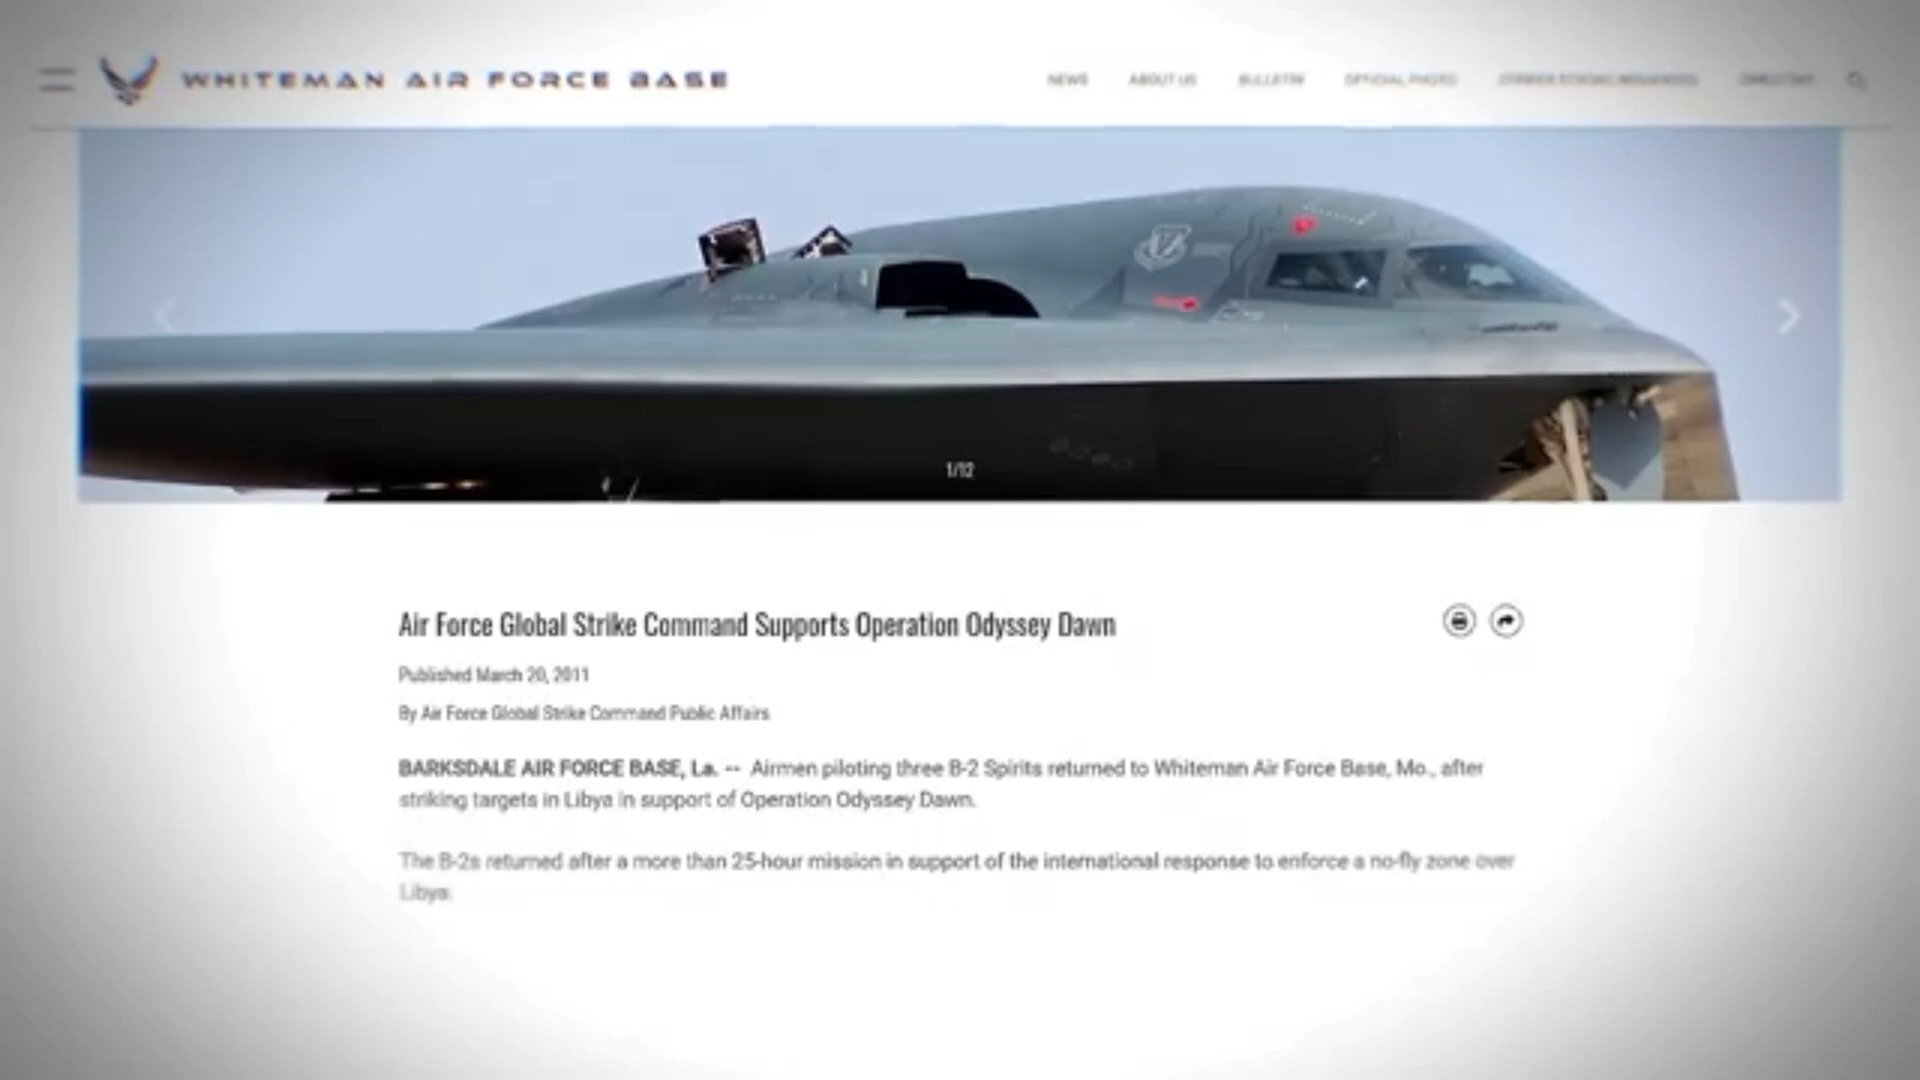 WHITEMAN AIR FORCE BASE
NEWS ABOUT US BULLETIN OFFICIAL PHOTO
1/12
Air Force Global Strike Command Supports Operation Odyssey Dawn
Published March 20, 2011
By Air Force Global Strike Command Public Affairs
BARKSDALE AIR FORCE BASE, La. -- Airmen piloting three B-2 Spirits returned to Whiteman Air Force Base, Mo., after
striking targets in Libya in support of Operation Odyssey Dawn.
The B-2s returned after a more than 25-hour mission in support of the international response to enforce a no-fly zone over
Libya.